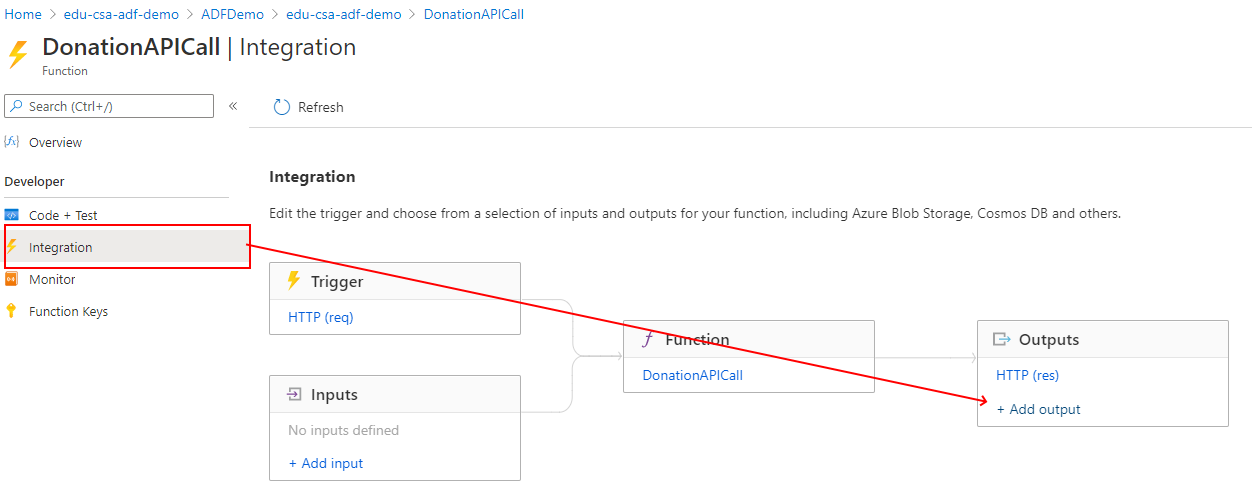 Home > edu-csa-adf-demo > ADFDemo > edu-csa-adf-demo > DonationAPICall
DonationAPICall | Integration
Function
Search (Ctrl+/)
«
Refresh
Overview
Developer
Code + Test
Integration
Monitor
Function Keys
Integration
Edit the trigger and choose from a selection of inputs and outputs for your function, including Azure Blob Storage, Cosmos DB and others.
Trigger
HTTP (req)
Inputs
No inputs defined
+ Add input
Function
DonationAPICall
Outputs
HTTP (res)
+ Add output